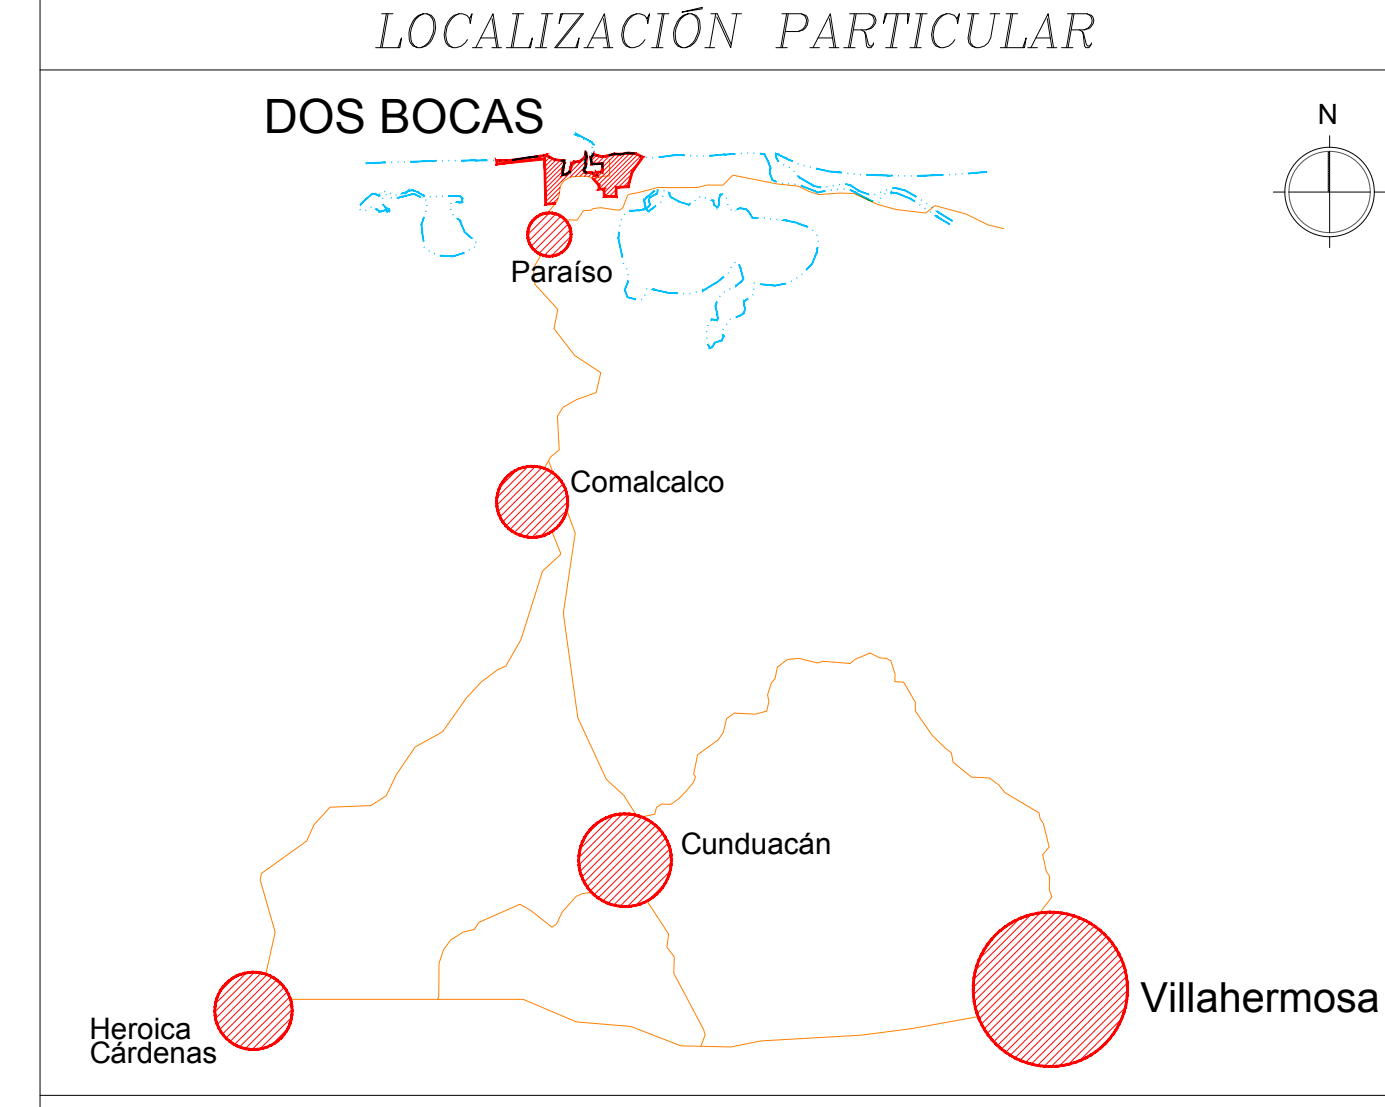 LOCALIZACIÓN PARTICULAR
DOS BOCAS
N
Paraíso
Comalcalco
Cunduacán
Villahermosa
Heroica
Cárdenas